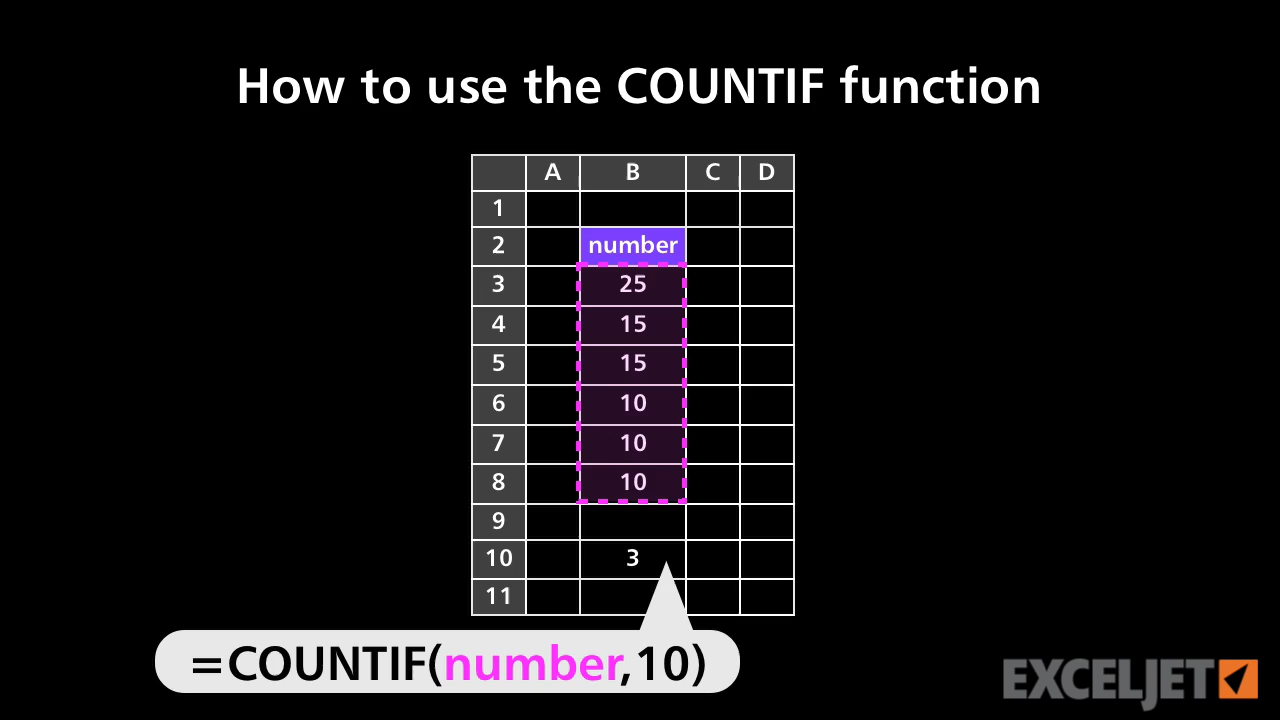 How to use the COUNTIF function
A B C D
1
2 number
3 25
4 15
5 15
6 10
7 10
8 10
9
10 3
11
=COUNTIF(number,10)
EXCELJET